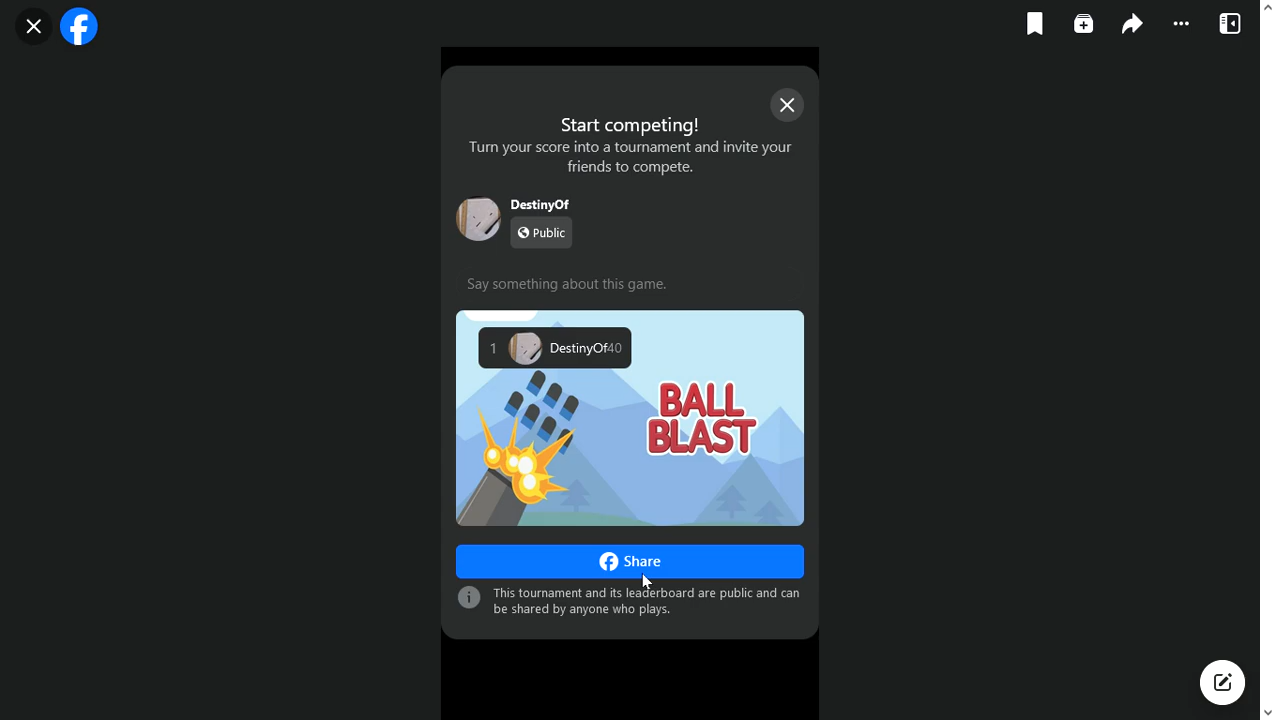 Start competing!
Turn your score into a tournament and invite your
friends to compete.
DestinyOf
Public
Say something about this game.
1 DestinyOf40
BALL
BLAST
Share
This tournament and its leaderboard are public and can
be shared by anyone who plays.